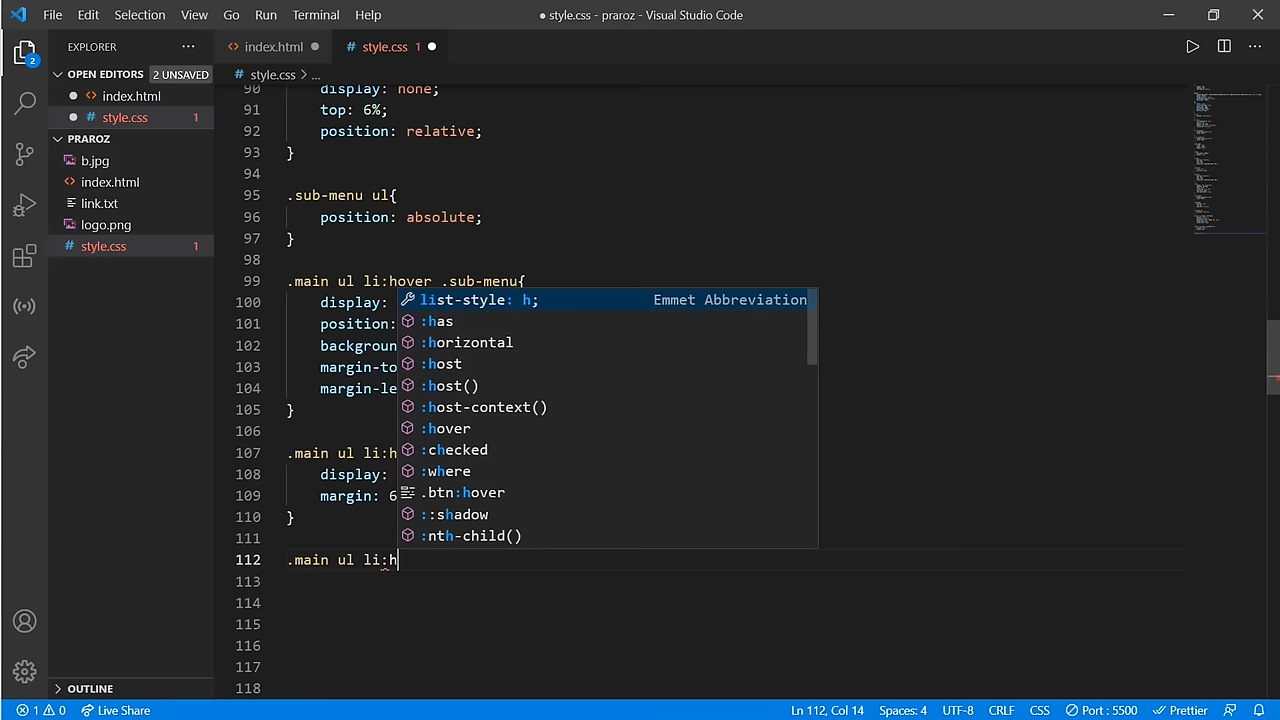 File Edit Selection View Go Run Terminal Help
● style.css - praroz - Visual Studio Code
EXPLORER
index.html
# style.css 1
2
OPEN EDITORS 2 UNSAVED
index.html
# style.css 1
PRAROZ
b.jpg
index.html
link.txt
logo.png
# style.css 1
OUTLINE
# style.css > ...
90 display: none;
91 top: 6%;
92 position: relative;
93 }
94
95 .sub-menu ul{
96 position: absolute;
97 }
98
99 .main ul li:hover .sub-menu{
100 display:
101 position:
102 backgroun
103 margin-to
104 margin-le
105 }
106
107 .main ul li:h
108 display:
109 margin: 6
110 }
111
112 .main ul li:h
113
114
115
116
117
118
list-style: h; Emmet Abbreviation
:has
:horizontal
:host
:host()
:host-context()
:hover
:checked
:where
.btn:hover
::shadow
:nth-child()
1 0 Live Share
Ln 112, Col 14 Spaces: 4 UTF-8 CRLF CSS Port : 5500 Prettier